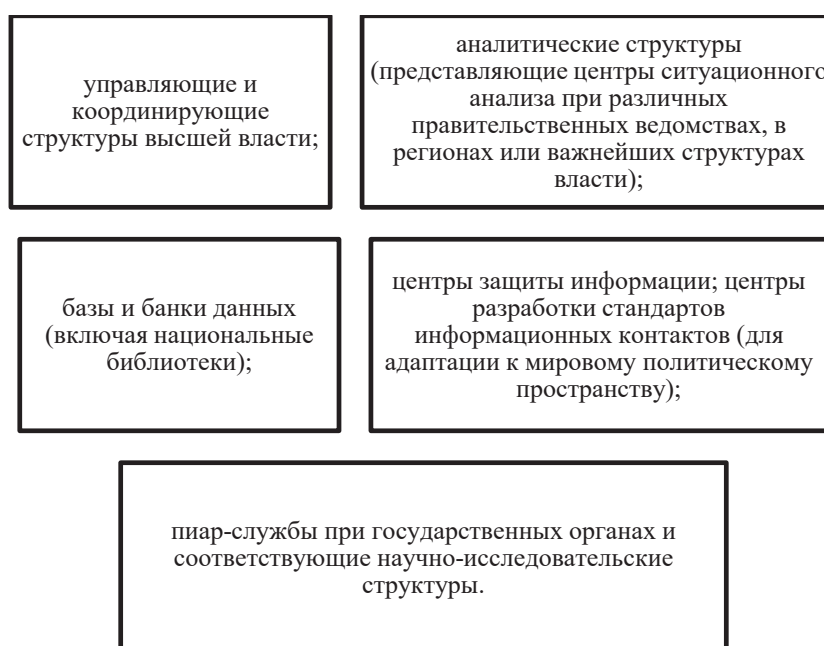 управляющие и
координирующие
структуры высшей власти;
аналитические структуры
(представляющие центры ситуационного
анализа при различных
правительственных ведомствах, в
регионах или важнейших структурах
власти);
базы и банки данных
(включая национальные
библиотеки);
центры защиты информации; центры
разработки стандартов
информационных контактов (для
адаптации к мировому политическому
пространству);
пиар-службы при государственных органах и
соответствующие научно-исследовательские
структуры.